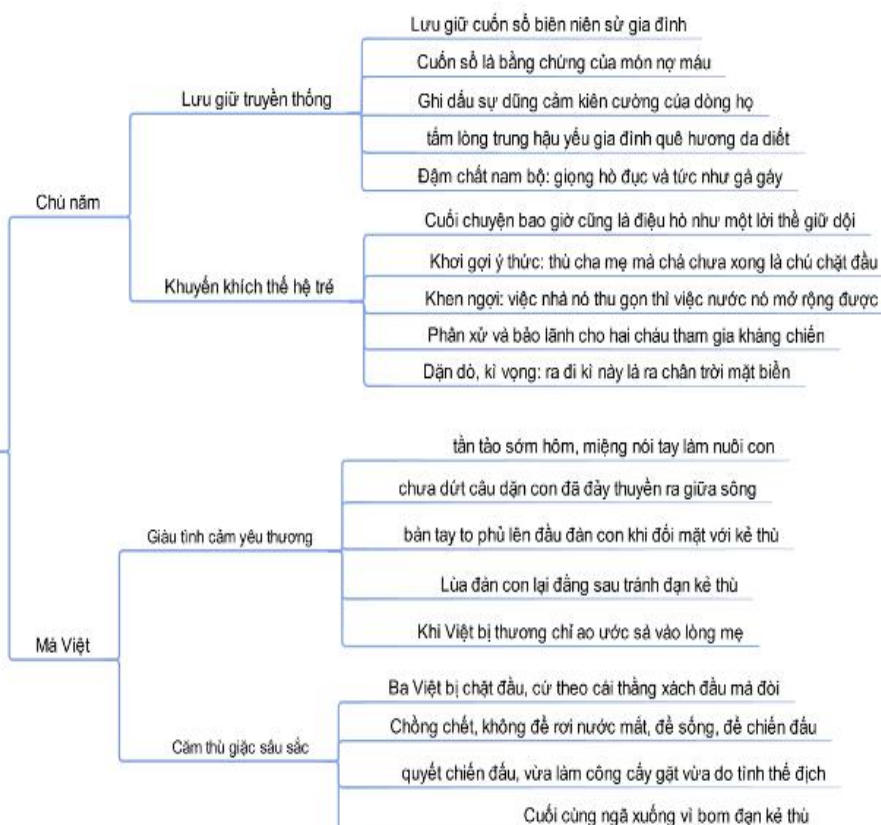 Chú năm
Lưu giữ truyền thống
Lưu giữ cuốn sổ biên niên sử gia đình
Cuốn sổ là bằng chứng của món nợ máu
Ghi dấu sự dũng cảm kiên cường của dòng họ
tấm lòng trung hậu yếu gia đình quê hương da diết
Đậm chất nam bộ: giọng hò đục và tức như gà gáy
Khuyến khích thế hệ trẻ
Cuối chuyện bao giờ cũng là điệu hò như một lời thề giữ dội
Khơi gợi ý thức: thù cha mẹ mà chả chưa xong là chú chặt đầu
Khen ngợi: việc nhà nó thu gọn thì việc nước nó mở rộng được
Phân xử và bảo lãnh cho hai cháu tham gia kháng chiến
Dặn dò, kì vọng: ra đi kì này là ra chân trời mặt biển
Má Việt
Giàu tình cảm yêu thương
tần tảo sớm hôm, miệng nói tay làm nuôi con
chưa dứt câu dặn con đã đẩy thuyền ra giữa sông
bàn tay to phủ lên đầu đàn con khi đối mặt với kẻ thù
Lùa đàn con lại đằng sau tránh đạn kẻ thù
Khi Việt bị thương chỉ ao ước sà vào lòng mẹ
Căm thù giặc sâu sắc
Ba Việt bị chặt đầu, cứ theo cái thằng xách đầu mà đòi
Chồng chết, không để rơi nước mắt, để sống, để chiến đấu
quyết chiến đấu, vừa làm công cấy gặt vừa do tình thế địch
Cuối cùng ngã xuống vì bom đạn kẻ thù